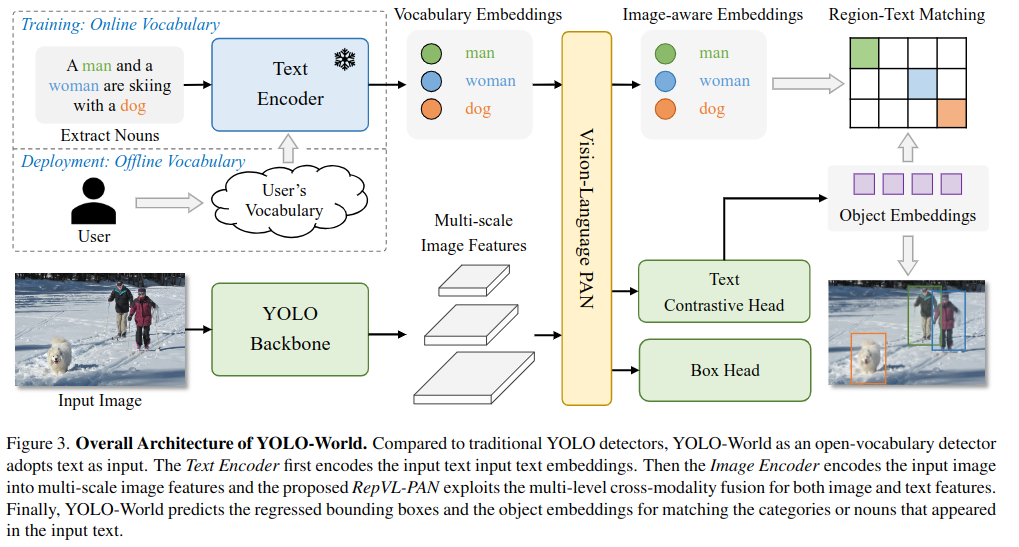 Training: Online Vocabulary
A man and a
woman are skiing
with a dog
Extract Nouns
Text
Encoder
Deployment: Offline Vocabulary
User
User's
Vocabulary
Vocabulary Embeddings
man
woman
dog
Image-aware Embeddings
man
woman
dog
Region-Text Matching
Input Image
YOLO
Backbone
Multi-scale
Image Features
Vision-Language PAN
Text
Contrastive Head
Box Head
Object Embeddings
Figure 3. Overall Architecture of YOLO-World. Compared to traditional YOLO detectors, YOLO-World as an open-vocabulary detector
adopts text as input. The Text Encoder first encodes the input text input text embeddings. Then the Image Encoder encodes the input image
into multi-scale image features and the proposed RepVL-PAN exploits the multi-level cross-modality fusion for both image and text features.
Finally, YOLO-World predicts the regressed bounding boxes and the object embeddings for matching the categories or nouns that appeared
in the input text.